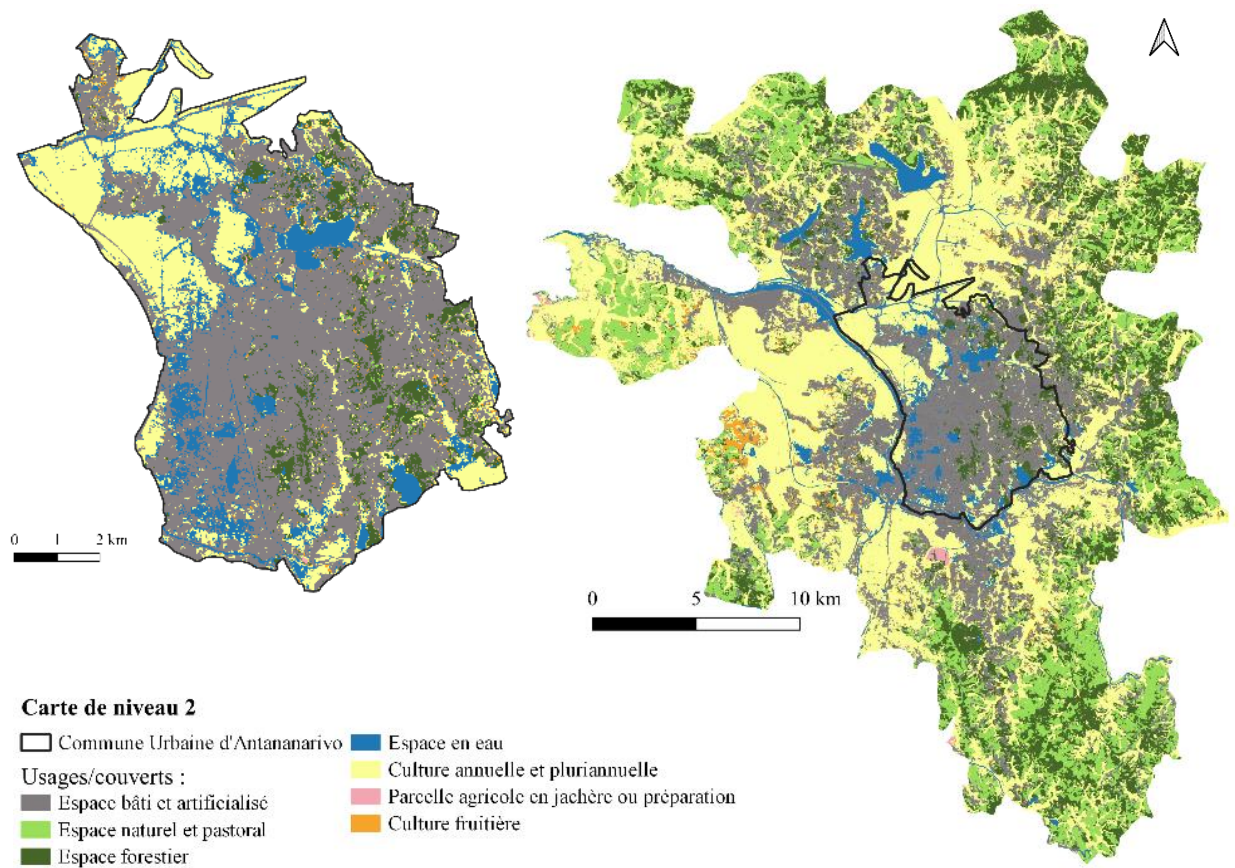 0 1 2 km
0 5 10 km
Carte de niveau 2
Commune Urbaine d'Antananarivo
Usages/couverts :
Espace bâti et artificialisé
Espace naturel et pastoral
Espace forestier
Espace en eau
Culture annuelle et pluriannuelle
Parcelle agricole en jachère ou préparation
Culture fruitière